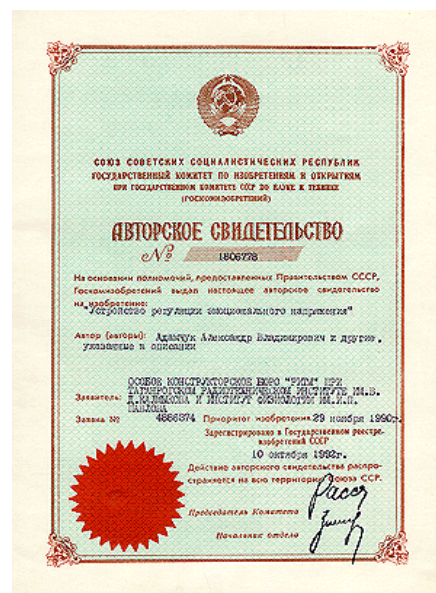 СОЮЗ СОВЕТСКИХ СОЦИАЛИСТИЧЕСКИХ РЕСПУБЛИК
ГОСУДАРСТВЕННЫЙ КОМИТЕТ ПО ИЗОБРЕТЕНИЯМ И ОТКРЫТИЯМ
ПРИ ГОСУДАРСТВЕННОМ КОМИТЕТЕ СССР ПО НАУКЕ И ТЕХНИКЕ
(ГОСКОМИЗОБРЕТЕНИЙ)
АВТОРСКОЕ СВИДЕТЕЛЬСТВО
№ 1806778
На основании полномочий, предоставленных Правительством СССР,
Госкомизобретений выдал настоящее авторское свидетельство
на изобретение:
"Устройство регуляции эмоционального напряжения"
Автор (авторы): Адамчук Александр Владимирович и другие,
указанные в описании
ОСОБОЕ КОНСТРУКТОРСКОЕ БЮРО "РИТМ" ПРИ
ТАГАНРОГСКОМ РАДИОТЕХНИЧЕСКОМ ИНСТИТУТЕ ИМ.В.
Заявитель: Д.КАЛМЫКОВА И ИНСТИТУТ ФИЗИОЛОГИИ ИМ.И.П.
ПАВЛОВА
Заявка № 4886374 Приоритет изобретения 29 ноября 1990г.
Зарегистрировано в Государственном реестре
изобретений СССР
10 октября 1992г.
Действие авторского свидетельства распро-
страняется на всю территорию Союза ССР.
Председатель Комитета
Начальник отдела